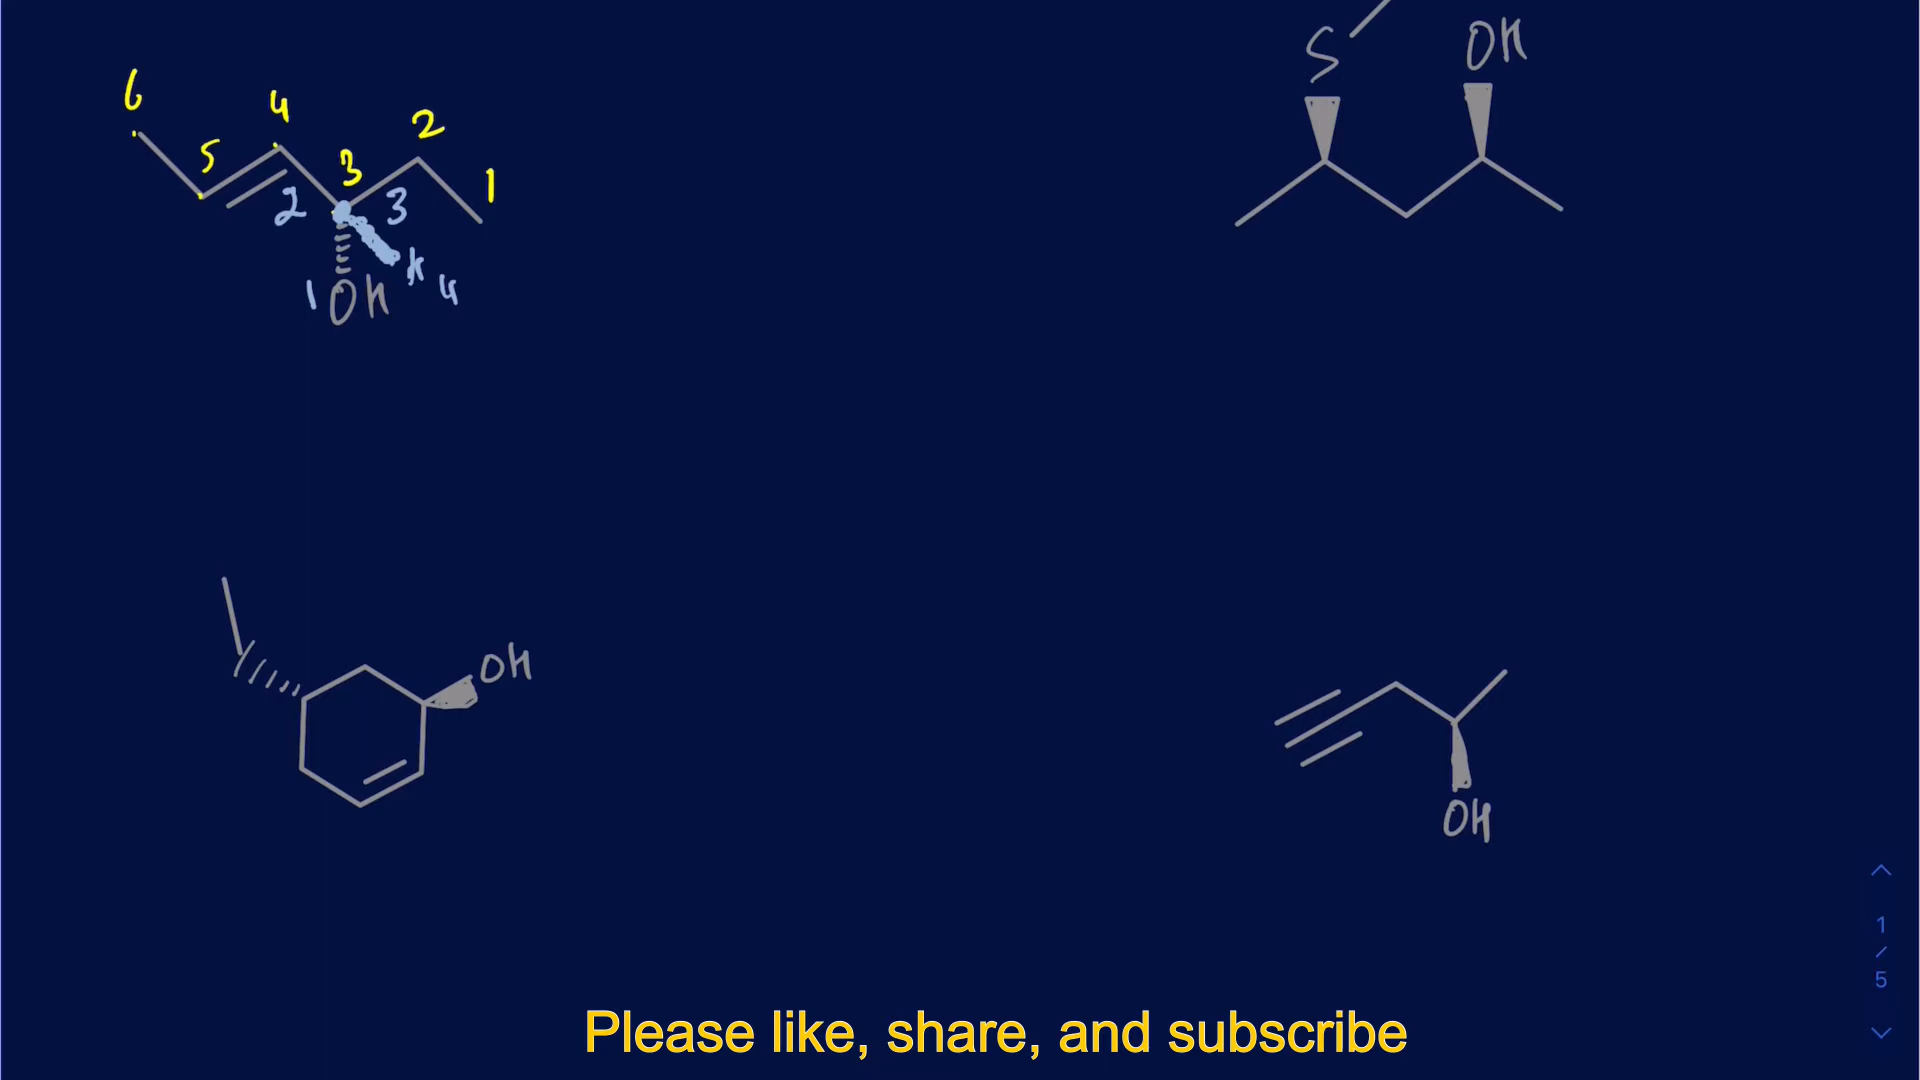 S OH
6 5 4 3 2 1
2 3
1 OH H 4
OH
OH
1
/
5
Please like, share, and subscribe